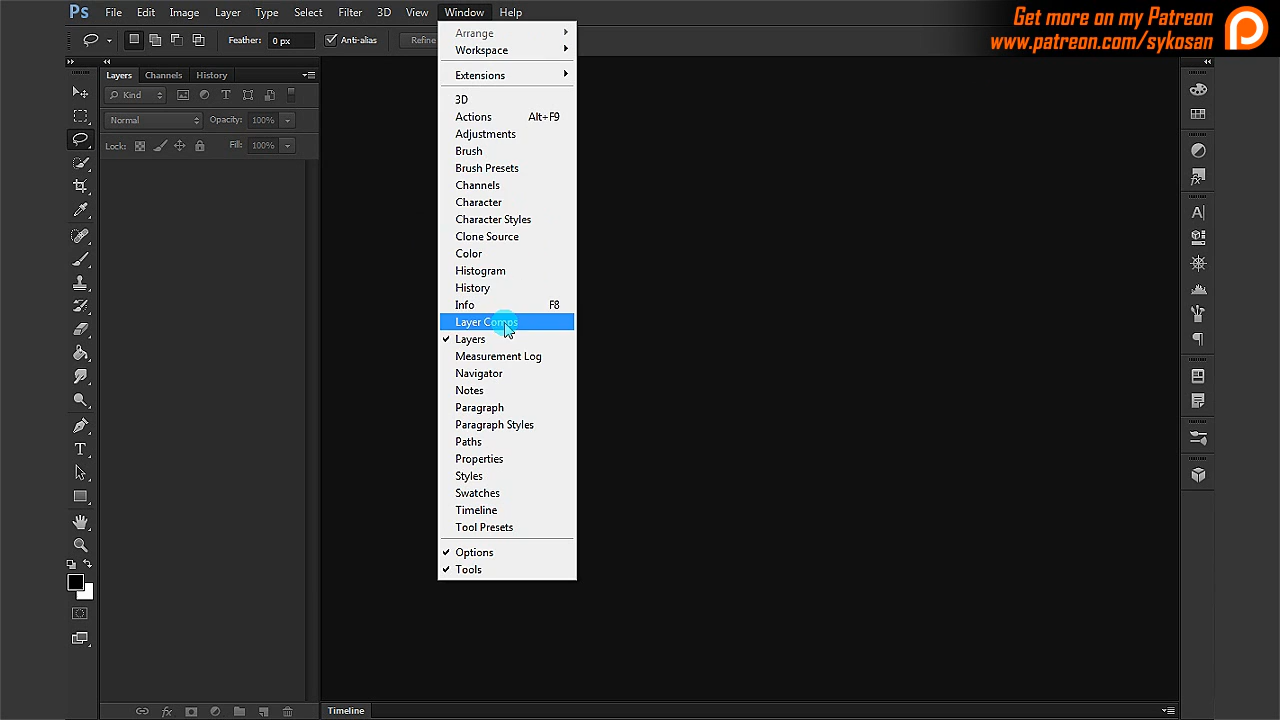 Ps File Edit Image Layer Type Select Filter 3D View Window Help
Get more on my Patreon
www.patreon.com/sykosan
Feather: 0 px Anti-alias Refine
Layers Channels History
Kind
Normal Opacity: 100%
Lock: Fill: 100%
Arrange
Workspace
Extensions
3D
Actions Alt+F9
Adjustments
Brush
Brush Presets
Channels
Character
Character Styles
Clone Source
Color
Histogram
History
Info F8
Layer Comps
Layers
Measurement Log
Navigator
Notes
Paragraph
Paragraph Styles
Paths
Properties
Styles
Swatches
Timeline
Tool Presets
Options
Tools
Timeline